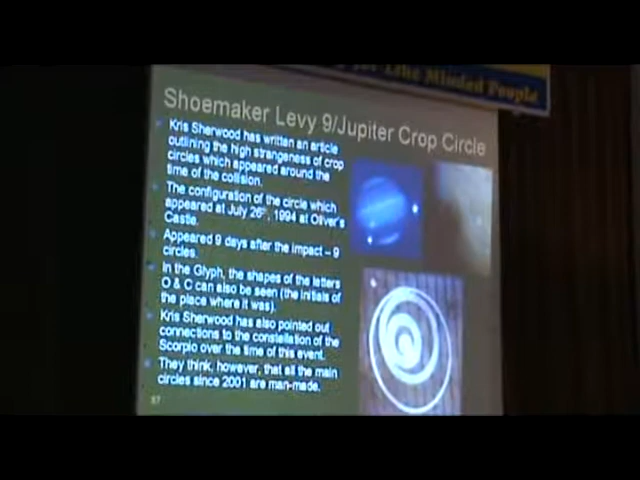 for Like Minded People
Shoemaker Levy 9/Jupiter Crop Circle
Kris Sherwood has written an article
outlining the high strangeness of crop
circles which appeared around the
time of the collision.
The configuration of the circle which
appeared at July 26th, 1994 at Oliver's
Castle.
Appeared 9 days after the impact – 9
circles.
In the Glyph, the shapes of the letters
O & C can also be seen (the initials of
the place where it was).
Kris Sherwood has also pointed out
connections to the constellation of the
Scorpio over the time of this event.
They think, however, that all the main
circles since 2001 are man-made.